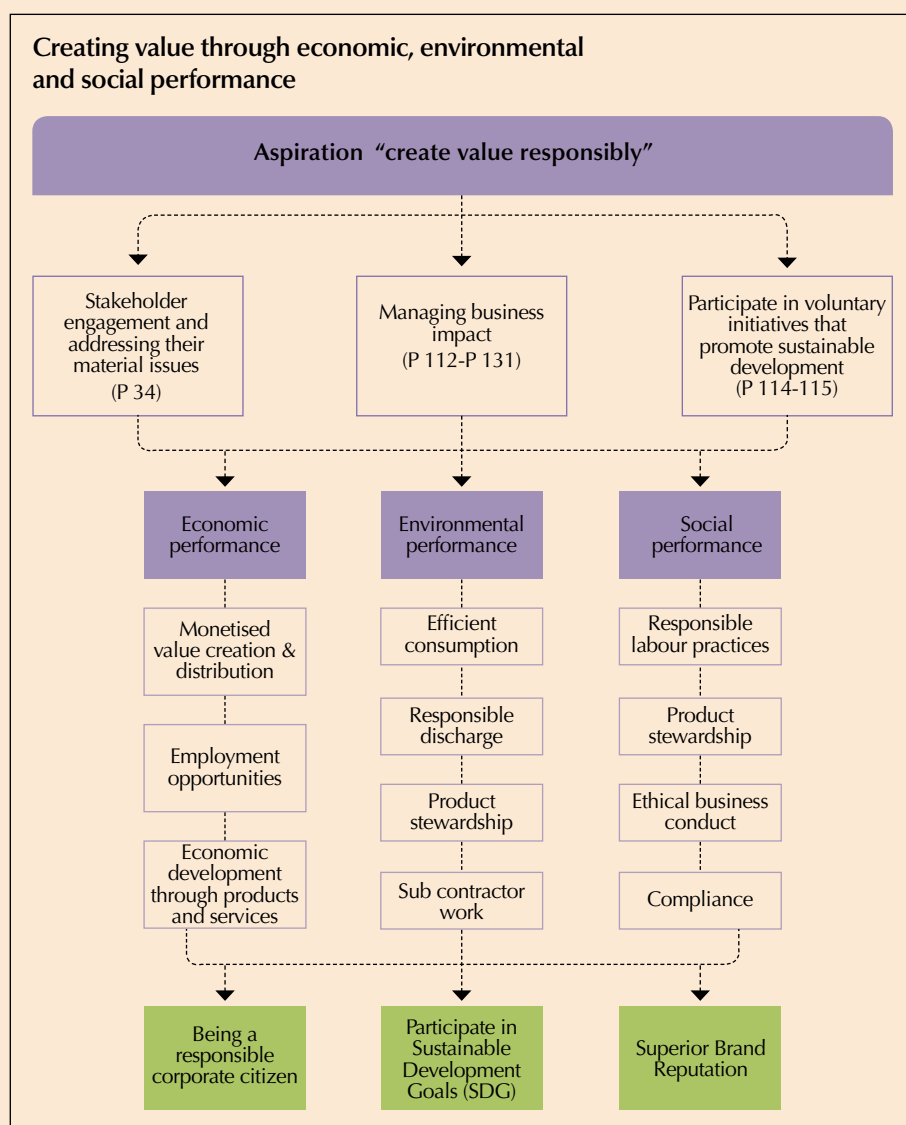 Creating value through economic, environmental
and social performance
Aspiration “create value responsibly”
Stakeholder
engagement and
addressing their
material issues
(P 34)
Managing business
impact
(P 112-P 131)
Participate in voluntary
initiatives that
promote sustainable
development
(P 114-115)
Economic
performance
Environmental
performance
Social
performance
Monetised
value creation &
distribution
Employment
opportunities
Economic
development
through products
and services
Efficient
consumption
Responsible
discharge
Product
stewardship
Sub contractor
work
Responsible
labour practices
Product
stewardship
Ethical business
conduct
Compliance
Being a
responsible
corporate citizen
Participate in
Sustainable
Development
Goals (SDG)
Superior Brand
Reputation